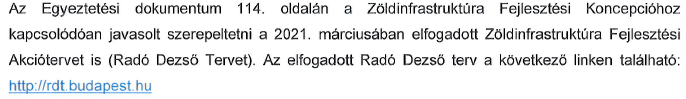 Az Egyeztetési dokumentum 114. oldalán a Zöldinfrastruktúra Fejlesztési Koncepcióhoz
kapcsolódóan javasolt szerepeltetni a 2021. márciusában elfogadott Zöldinfrastruktúra Fejlesztési
Akciótervet is (Radó Dezső Tervet). Az elfogadott Radó Dezső terv a következő linken található:
http://rdt.budapest.hu